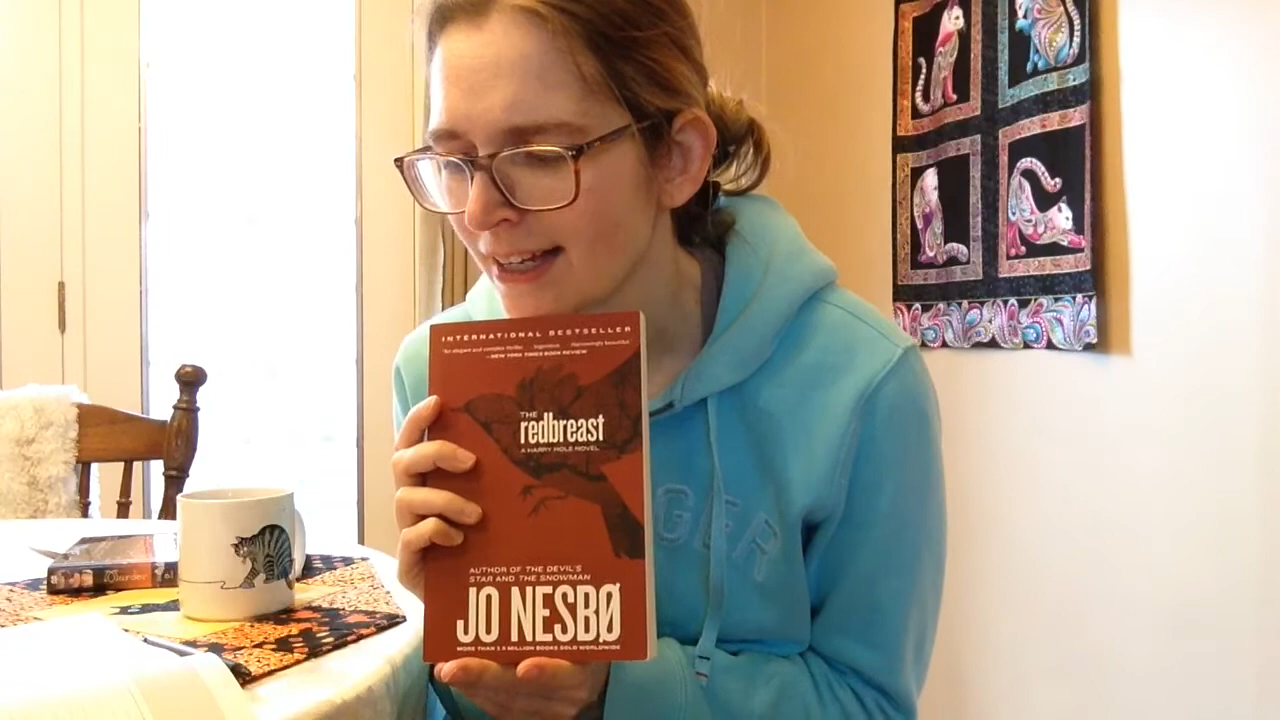 INTERNATIONAL BESTSELLER
"An elegant and complex thriller. . . . Ingenious. . . . Harrowingly beautiful."
—NEW YORK TIMES BOOK REVIEW
THE
redbreast
A HARRY HOLE NOVEL
AUTHOR OF THE DEVIL'S
STAR AND THE SNOWMAN
JO NESBØ
MORE THAN 3.5 MILLION BOOKS SOLD WORLDWIDE
GER
Murder